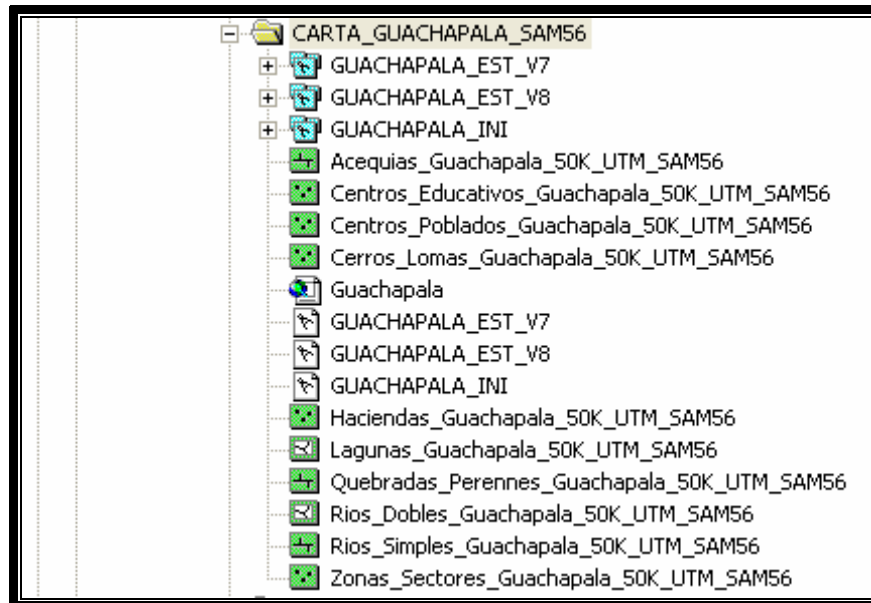 CARTA_GUACHAPALA_SAM56
GUACHAPALA_EST_V7
GUACHAPALA_EST_V8
GUACHAPALA_INI
Acequias_Guachapala_50K_UTM_SAM56
Centros_Educativos_Guachapala_50K_UTM_SAM56
Centros_Poblados_Guachapala_50K_UTM_SAM56
Cerros_Lomas_Guachapala_50K_UTM_SAM56
Guachapala
GUACHAPALA_EST_V7
GUACHAPALA_EST_V8
GUACHAPALA_INI
Haciendas_Guachapala_50K_UTM_SAM56
Lagunas_Guachapala_50K_UTM_SAM56
Quebradas_Perennes_Guachapala_50K_UTM_SAM56
Rios_Dobles_Guachapala_50K_UTM_SAM56
Rios_Simples_Guachapala_50K_UTM_SAM56
Zonas_Sectores_Guachapala_50K_UTM_SAM56